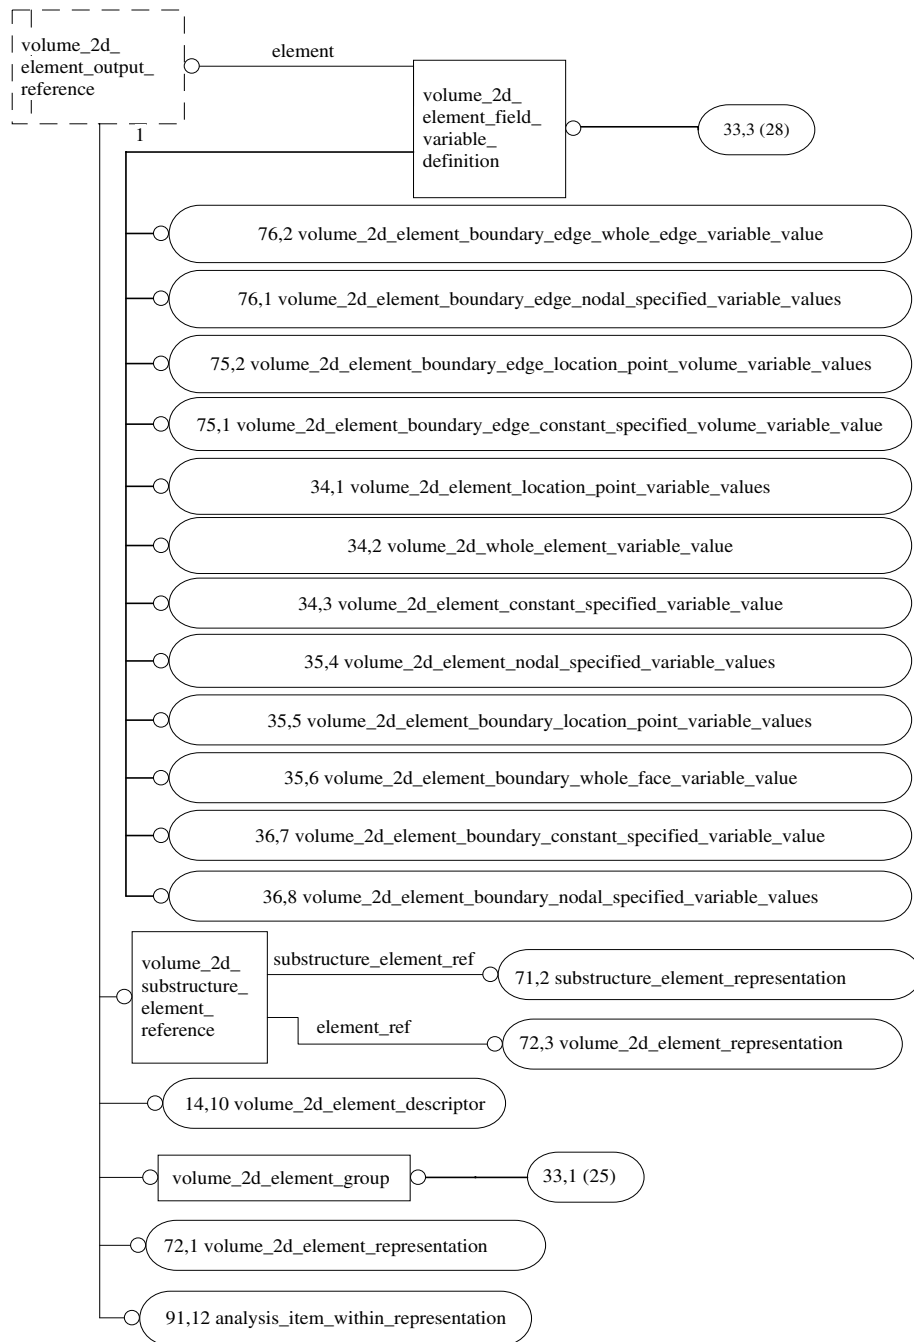 volume_2d_
element_output_
reference
element
volume_2d_
element_field_
variable_
definition
33,3 (28)
1
76,2 volume_2d_element_boundary_edge_whole_edge_variable_value
76,1 volume_2d_element_boundary_edge_nodal_specified_variable_values
75,2 volume_2d_element_boundary_edge_location_point_volume_variable_values
75,1 volume_2d_element_boundary_edge_constant_specified_volume_variable_value
34,1 volume_2d_element_location_point_variable_values
34,2 volume_2d_whole_element_variable_value
34,3 volume_2d_element_constant_specified_variable_value
35,4 volume_2d_element_nodal_specified_variable_values
35,5 volume_2d_element_boundary_location_point_variable_values
35,6 volume_2d_element_boundary_whole_face_variable_value
36,7 volume_2d_element_boundary_constant_specified_variable_value
36,8 volume_2d_element_boundary_nodal_specified_variable_values
volume_2d_
substructure_
element_
reference
substructure_element_ref
71,2 substructure_element_representation
element_ref
72,3 volume_2d_element_representation
14,10 volume_2d_element_descriptor
volume_2d_element_group
33,1 (25)
72,1 volume_2d_element_representation
91,12 analysis_item_within_representation